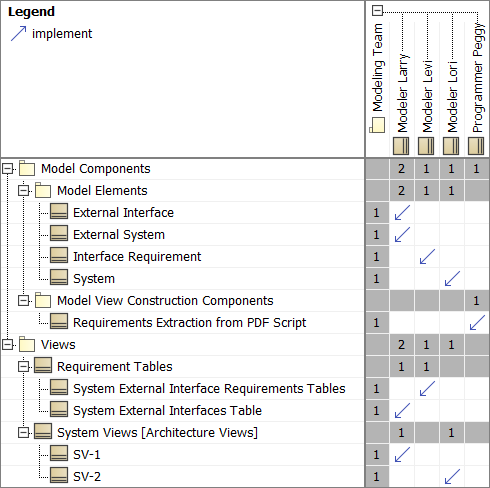 Legend
implement
Modeling Team
Modeler Larry
Modeler Levi
Modeler Lori
Programmer Peggy
Model Components 2 1 1 1
Model Elements 2 1 1
External Interface 1
External System 1
Interface Requirement 1
System 1
Model View Construction Components 1
Requirements Extraction from PDF Script 1
Views 2 1 1
Requirement Tables 1 1
System External Interface Requirements Tables 1
System External Interfaces Table 1
System Views [Architecture Views] 1 1
SV-1 1
SV-2 1